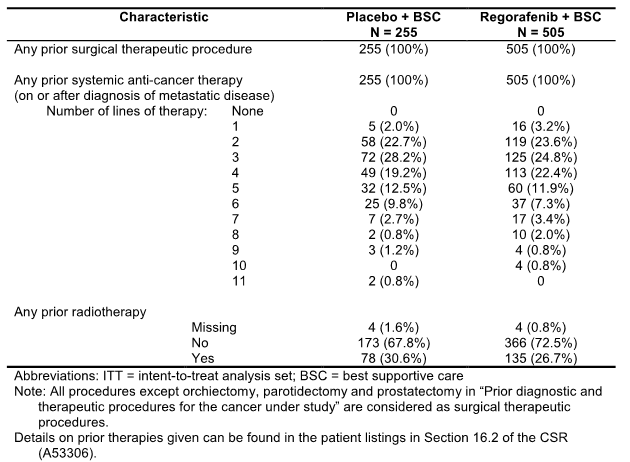 Characteristic Placebo + BSC Regorafenib + BSC
N = 255 N = 505
Any prior surgical therapeutic procedure 255 (100%) 505 (100%)
Any prior systemic anti-cancer therapy 255 (100%) 505 (100%)
(on or after diagnosis of metastatic disease)
Number of lines of therapy: None 0 0
1 5 (2.0%) 16 (3.2%)
2 58 (22.7%) 119 (23.6%)
3 72 (28.2%) 125 (24.8%)
4 49 (19.2%) 113 (22.4%)
5 32 (12.5%) 60 (11.9%)
6 25 (9.8%) 37 (7.3%)
7 7 (2.7%) 17 (3.4%)
8 2 (0.8%) 10 (2.0%)
9 3 (1.2%) 4 (0.8%)
10 0 4 (0.8%)
11 2 (0.8%) 0
Any prior radiotherapy
Missing 4 (1.6%) 4 (0.8%)
No 173 (67.8%) 366 (72.5%)
Yes 78 (30.6%) 135 (26.7%)
Abbreviations: ITT = intent-to-treat analysis set; BSC = best supportive care
Note: All procedures except orchiectomy, parotidectomy and prostatectomy in “Prior diagnostic and
therapeutic procedures for the cancer under study” are considered as surgical therapeutic
procedures.
Details on prior therapies given can be found in the patient listings in Section 16.2 of the CSR
(A53306).